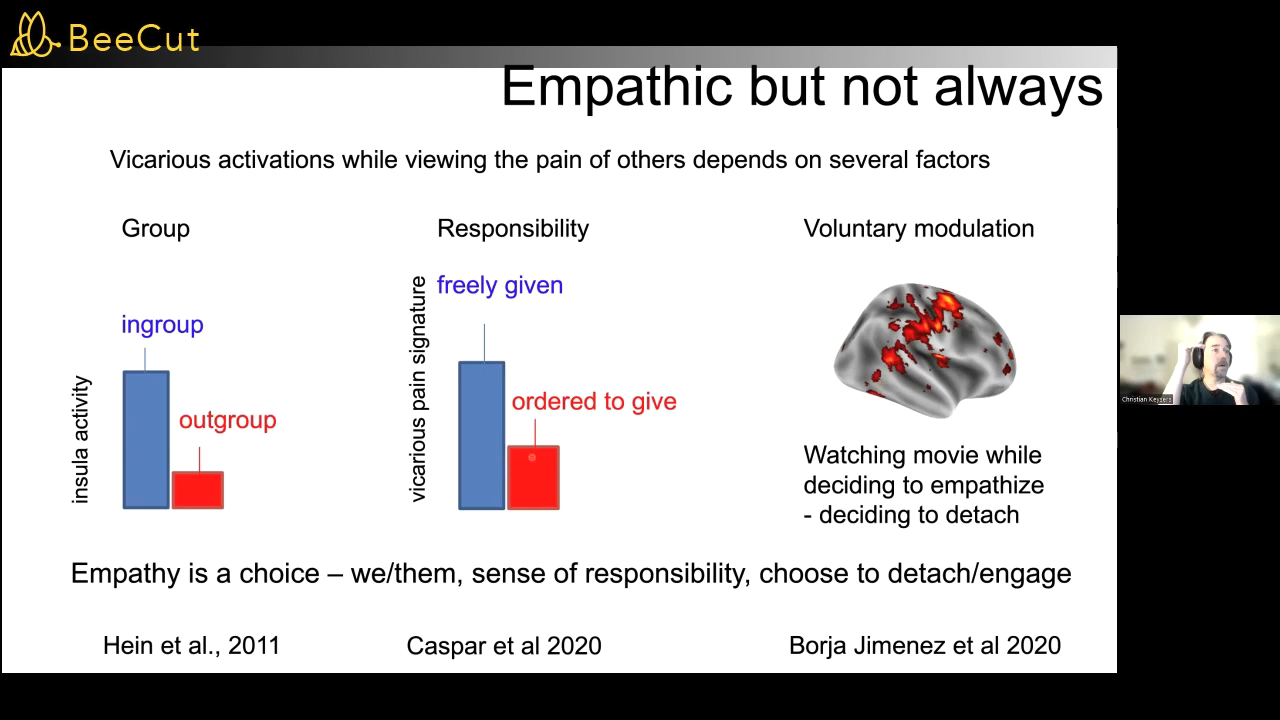 BeeCut
Empathic but not always
Vicarious activations while viewing the pain of others depends on several factors
Group
ingroup
outgroup
insula activity
Responsibility
freely given
ordered to give
vicarious pain signature
Voluntary modulation
Watching movie while
deciding to empathize
- deciding to detach
Empathy is a choice – we/them, sense of responsibility, choose to detach/engage
Hein et al., 2011
Caspar et al 2020
Borja Jimenez et al 2020
Christian Keysers